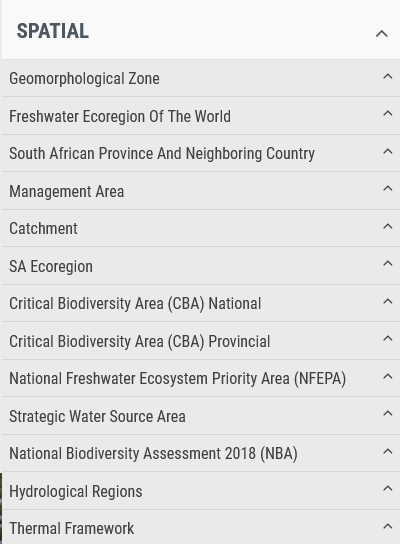 SPATIAL
Geomorphological Zone
Freshwater Ecoregion Of The World
South African Province And Neighboring Country
Management Area
Catchment
SA Ecoregion
Critical Biodiversity Area (CBA) National
Critical Biodiversity Area (CBA) Provincial
National Freshwater Ecosystem Priority Area (NFEPA)
Strategic Water Source Area
National Biodiversity Assessment 2018 (NBA)
Hydrological Regions
Thermal Framework